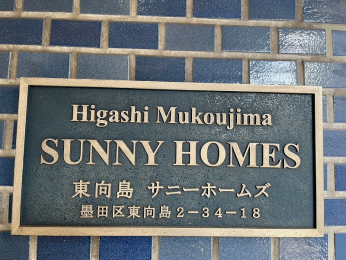 Higashi Mukoujima
SUNNY HOMES
東向島 サニーホームズ
墨田区東向島2-34-18